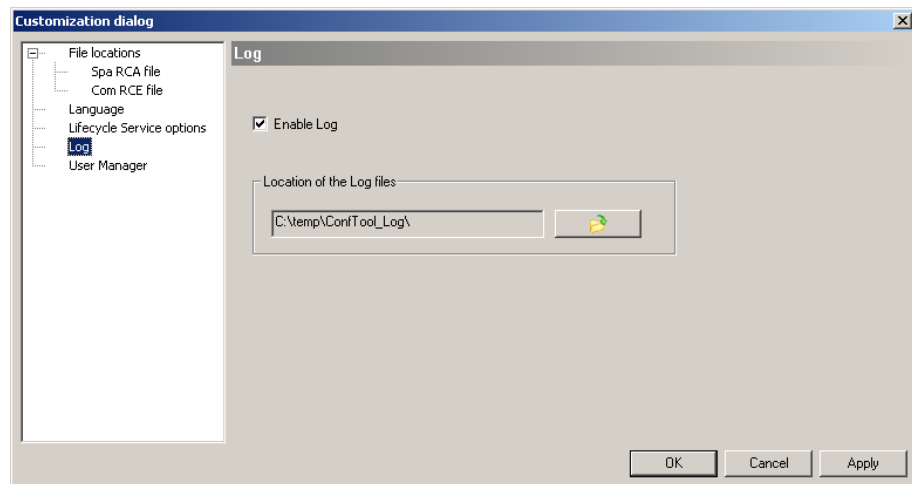 Customization dialog
File locations
Spa RCA file
Com RCE file
Language
Lifecycle Service options
Log
User Manager
Log
Enable Log
Location of the Log files
C:\temp\ConfTool_Log\
OK
Cancel
Apply